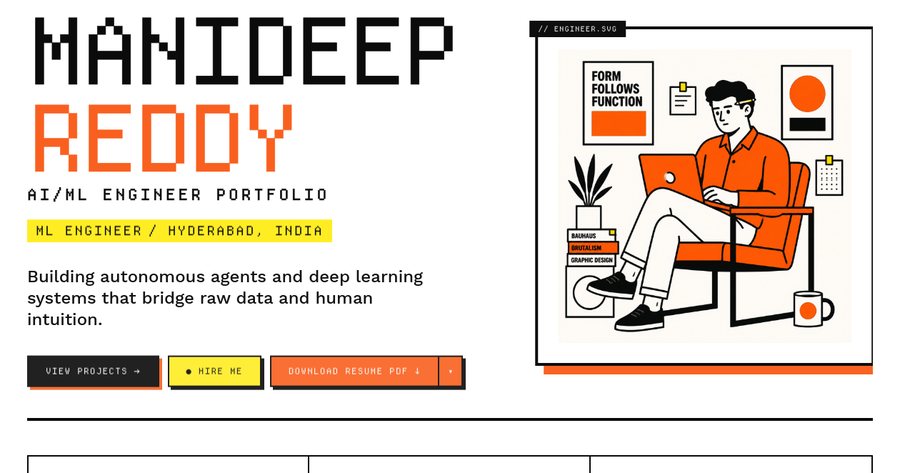 MANIDEEP
REDDY
AI/ML ENGINEER PORTFOLIO
ML ENGINEER / HYDERABAD, INDIA
Building autonomous agents and deep learning
systems that bridge raw data and human
intuition.
VIEW PROJECTS →
● HIRE ME
DOWNLOAD RESUME PDF ↓
▾
// ENGINEER.SVG
FORM
FOLLOWS
FUNCTION
BAUHAUS
BRUTALISM
GRAPHIC DESIGN